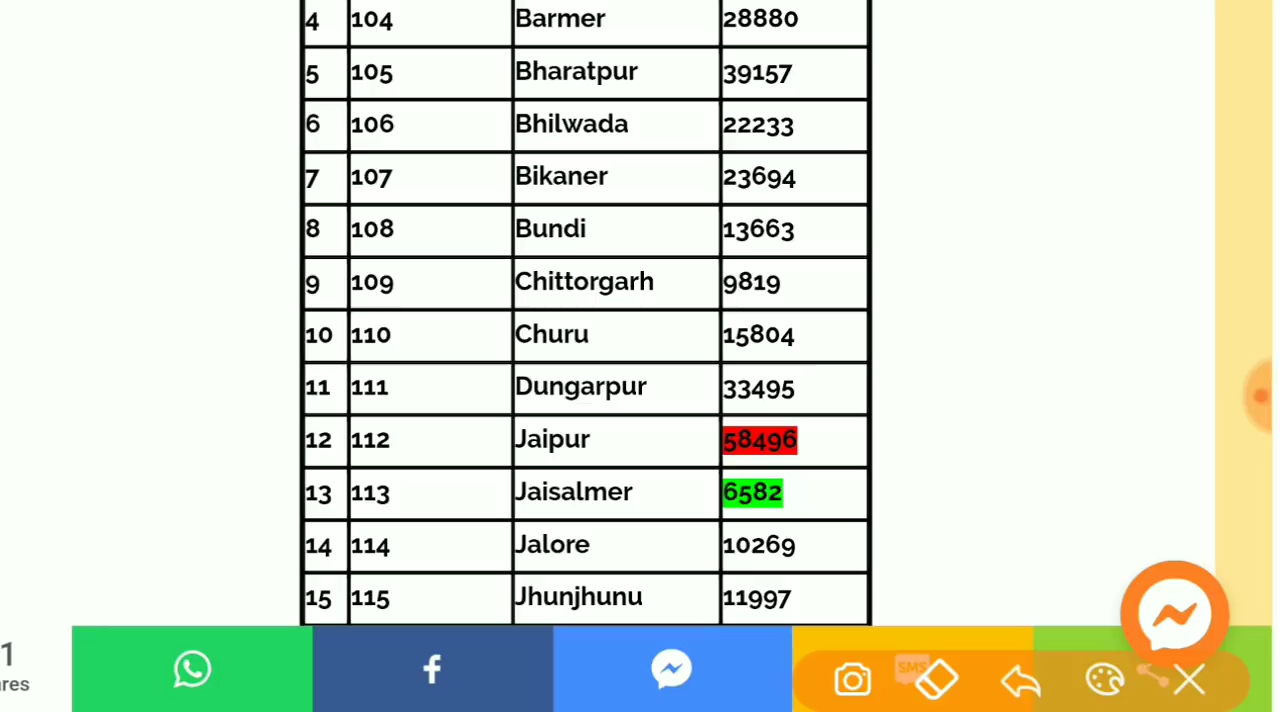 4 104 Barmer 28880
5 105 Bharatpur 39157
6 106 Bhilwada 22233
7 107 Bikaner 23694
8 108 Bundi 13663
9 109 Chittorgarh 9819
10 110 Churu 15804
11 111 Dungarpur 33495
12 112 Jaipur 58496
13 113 Jaisalmer 6582
14 114 Jalore 10269
15 115 Jhunjhunu 11997
1
ares
SMS